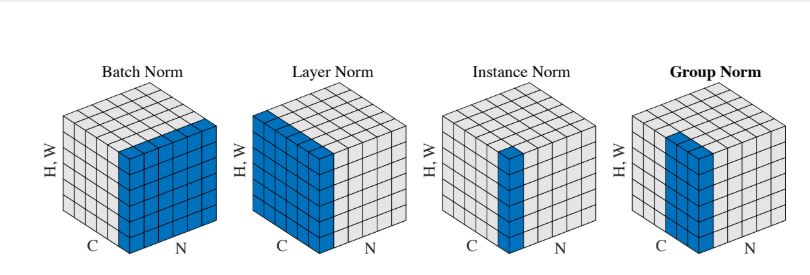 Batch Norm
Layer Norm
Instance Norm
Group Norm
H, W
C
N
H, W
C
N
H, W
C
N
H, W
C
N